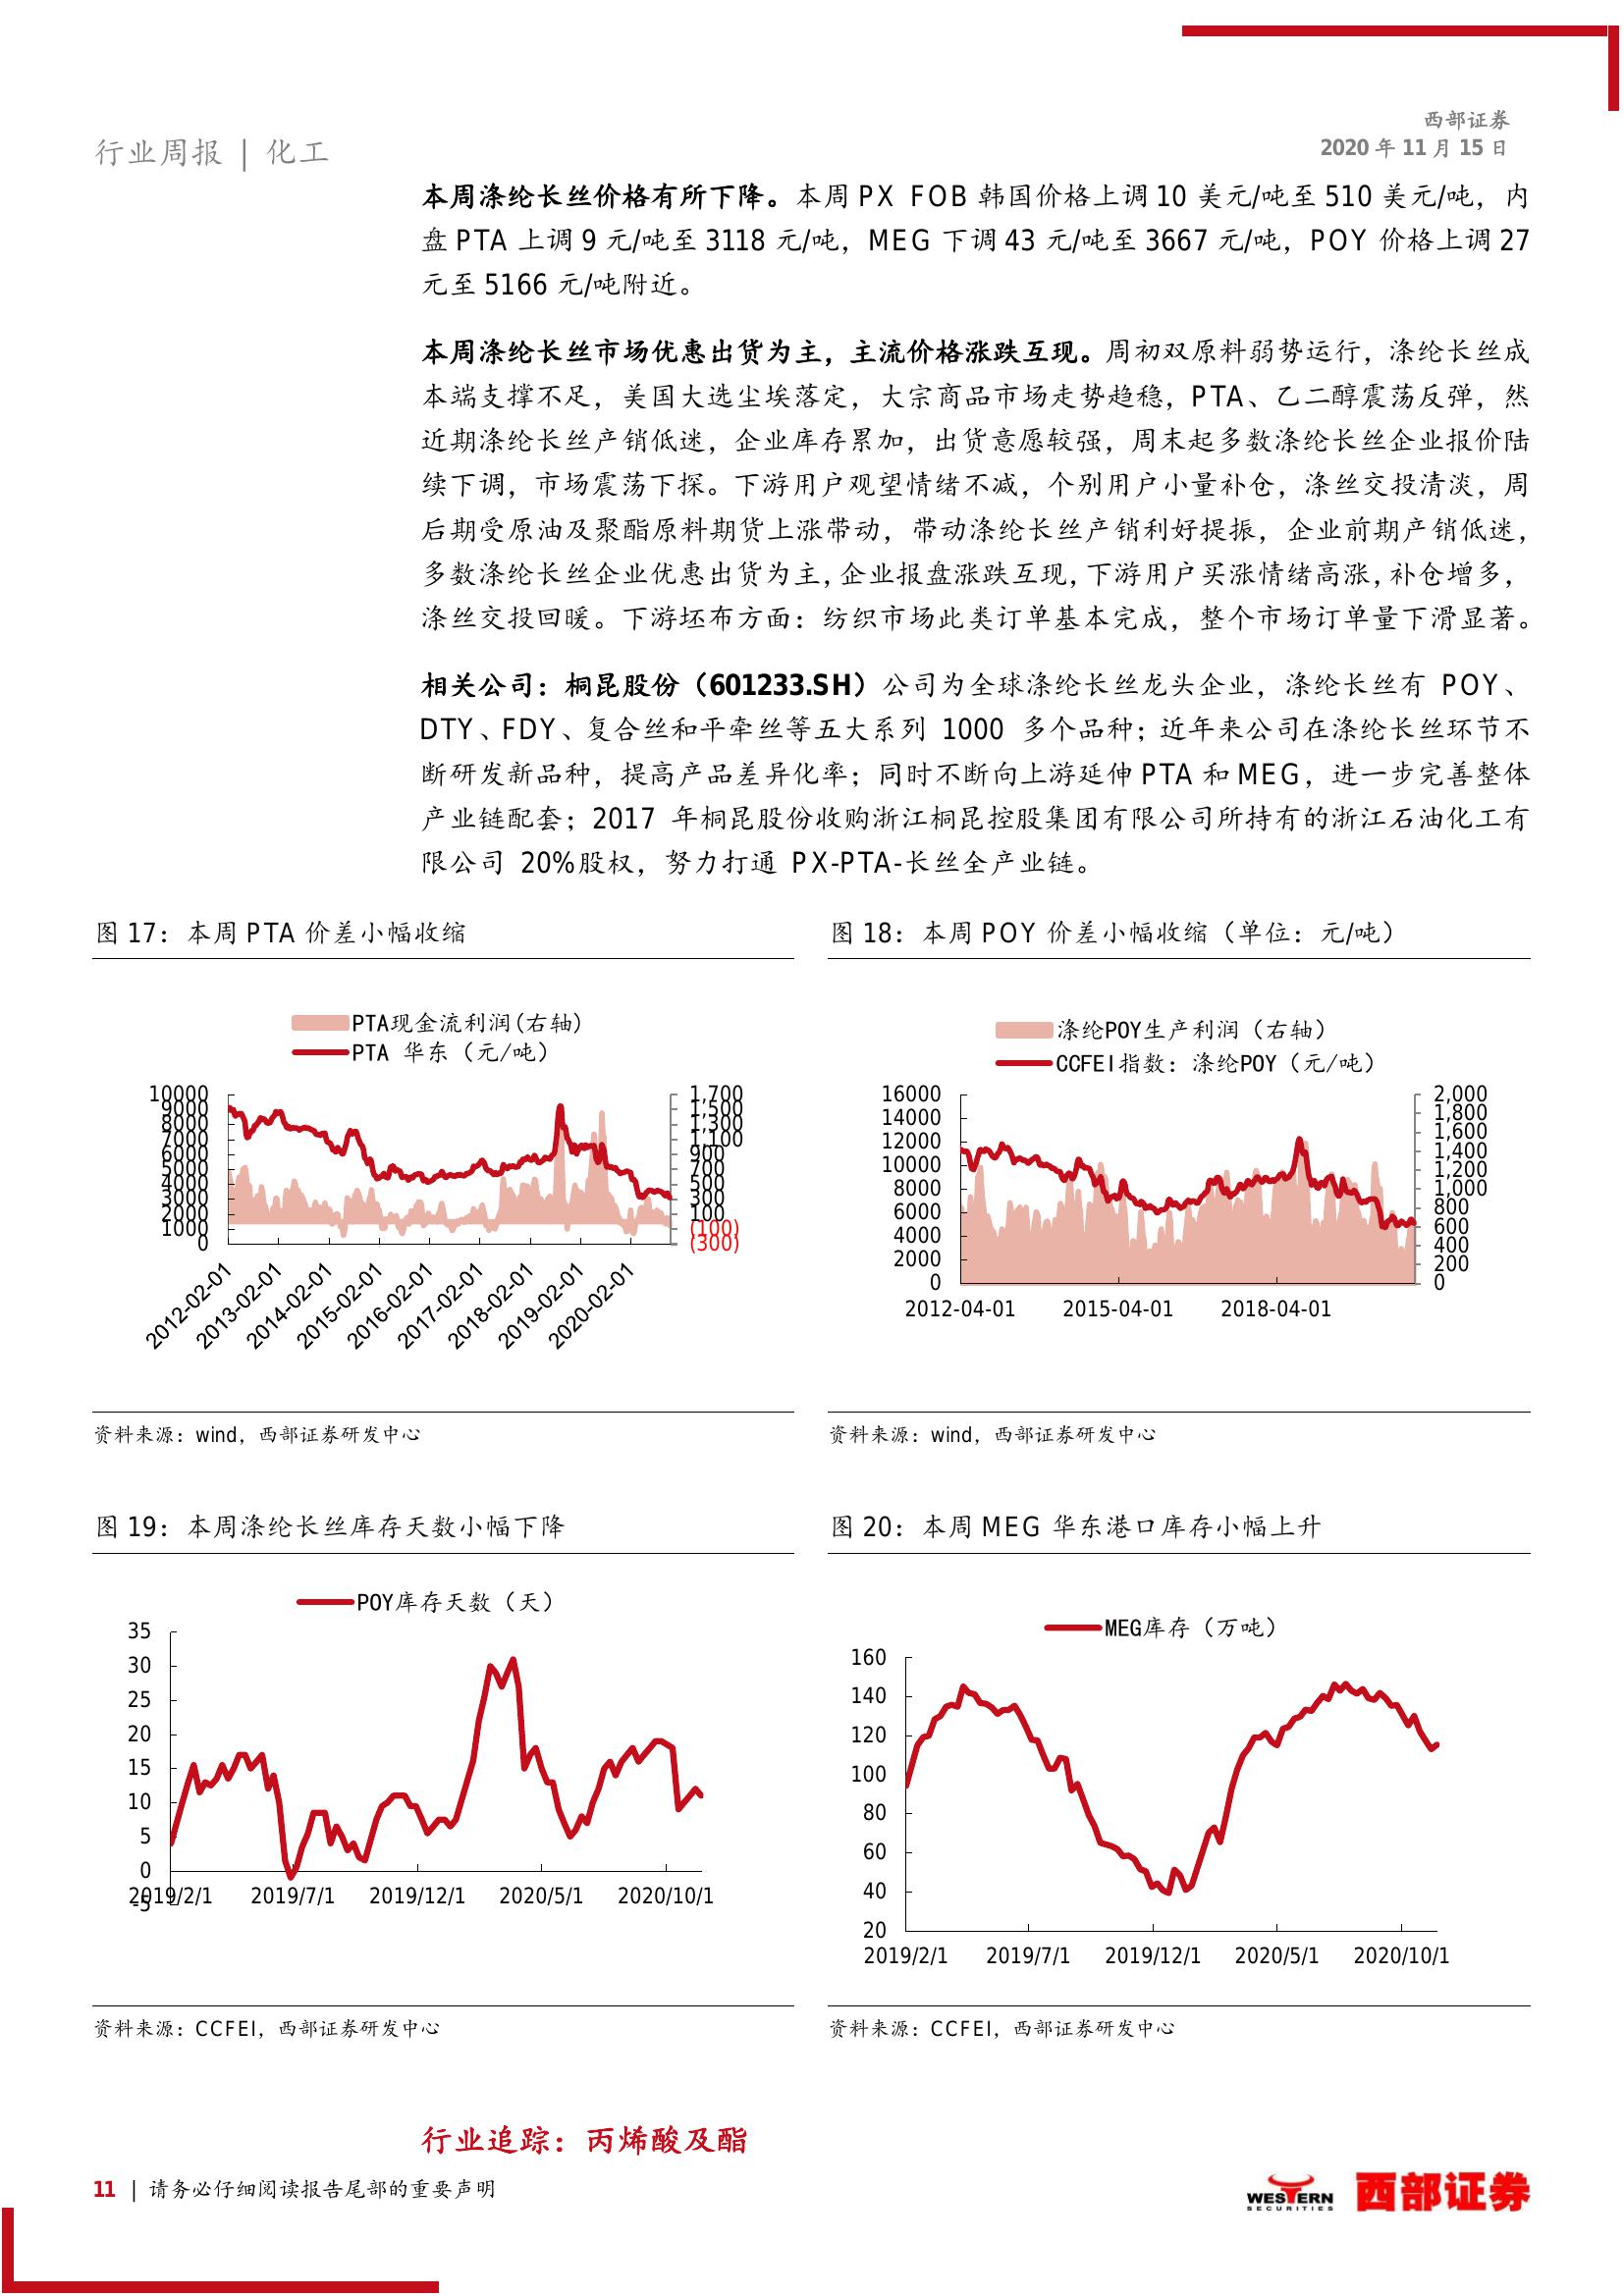 西部证券
2020 年 11 月 15 日
行业周报 | 化工
本周涤纶长丝价格有所下降。本周 PX FOB 韩国价格上调 10 美元/吨至 510 美元/吨，内
盘 PTA 上调 9 元/吨至 3118 元/吨，MEG 下调 43 元/吨至 3667 元/吨，POY 价格上调 27
元至 5166 元/吨附近。
本周涤纶长丝市场优惠出货为主，主流价格涨跌互现。周初双原料弱势运行，涤纶长丝成
本端支撑不足，美国大选尘埃落定，大宗商品市场走势趋稳，PTA、乙二醇震荡反弹，然
近期涤纶长丝产销低迷，企业库存累加，出货意愿较强，周末起多数涤纶长丝企业报价陆
续下调，市场震荡下探。下游用户观望情绪不减，个别用户小量补仓，涤丝交投清淡，周
后期受原油及聚酯原料期货上涨带动，带动涤纶长丝产销利好提振，企业前期产销低迷，
多数涤纶长丝企业优惠出货为主，企业报盘涨跌互现，下游用户买涨情绪高涨，补仓增多，
涤丝交投回暖。下游坯布方面：纺织市场此类订单基本完成，整个市场订单量下滑显著。
相关公司：桐昆股份（601233.SH）公司为全球涤纶长丝龙头企业，涤纶长丝有 POY、
DTY、FDY、复合丝和平牵丝等五大系列 1000 多个品种；近年来公司在涤纶长丝环节不
断研发新品种，提高产品差异化率；同时不断向上游延伸 PTA 和 MEG，进一步完善整体
产业链配套；2017 年桐昆股份收购浙江桐昆控股集团有限公司所持有的浙江石油化工有
限公司 20%股权，努力打通 PX-PTA-长丝全产业链。
图 17：本周 PTA 价差小幅收缩
PTA现金流利润(右轴)
PTA 华东（元/吨）
10000
9000
8000
7000
6000
5000
4000
3000
2000
1000
0
1,700
1,500
1,300
1,100
900
700
500
300
100
(100)
(300)
2012-02-01
2013-02-01
2014-02-01
2015-02-01
2016-02-01
2017-02-01
2018-02-01
2019-02-01
2020-02-01
资料来源：wind，西部证券研发中心
图 18：本周 POY 价差小幅收缩（单位：元/吨）
涤纶POY生产利润（右轴）
CCFEI指数：涤纶POY（元/吨）
16000
14000
12000
10000
8000
6000
4000
2000
0
2,000
1,800
1,600
1,400
1,200
1,000
800
600
400
200
0
2012-04-01 2015-04-01 2018-04-01
资料来源：wind，西部证券研发中心
图 19：本周涤纶长丝库存天数小幅下降
POY库存天数（天）
35
30
25
20
15
10
5
0
-5
2019/2/1 2019/7/1 2019/12/1 2020/5/1 2020/10/1
资料来源：CCFEI，西部证券研发中心
图 20：本周 MEG 华东港口库存小幅上升
MEG库存（万吨）
160
140
120
100
80
60
40
20
2019/2/1 2019/7/1 2019/12/1 2020/5/1 2020/10/1
资料来源：CCFEI，西部证券研发中心
行业追踪：丙烯酸及酯
11 | 请务必仔细阅读报告尾部的重要声明
WESTERN
SECURITIES
西部证券